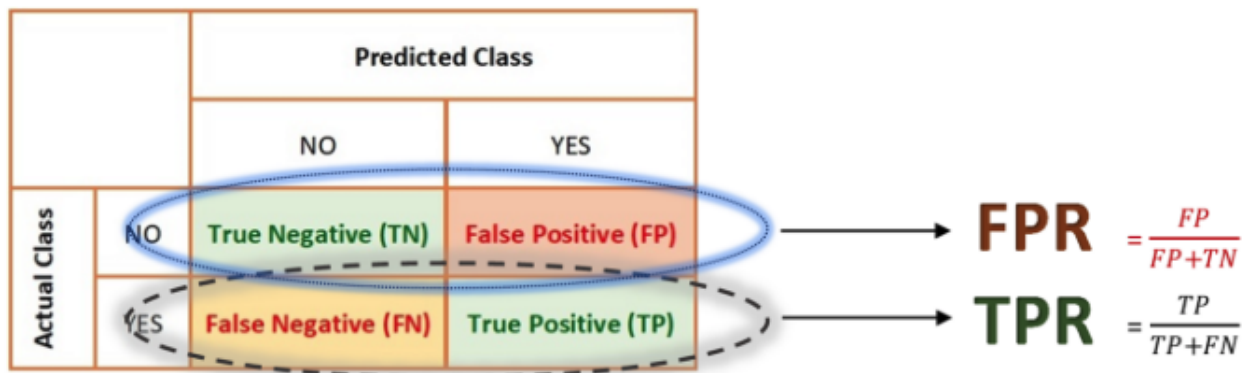 Predicted Class
NO YES
Actual Class
NO True Negative (TN) False Positive (FP) FPR = FP / FP+TN
YES False Negative (FN) True Positive (TP) TPR = TP / TP+FN